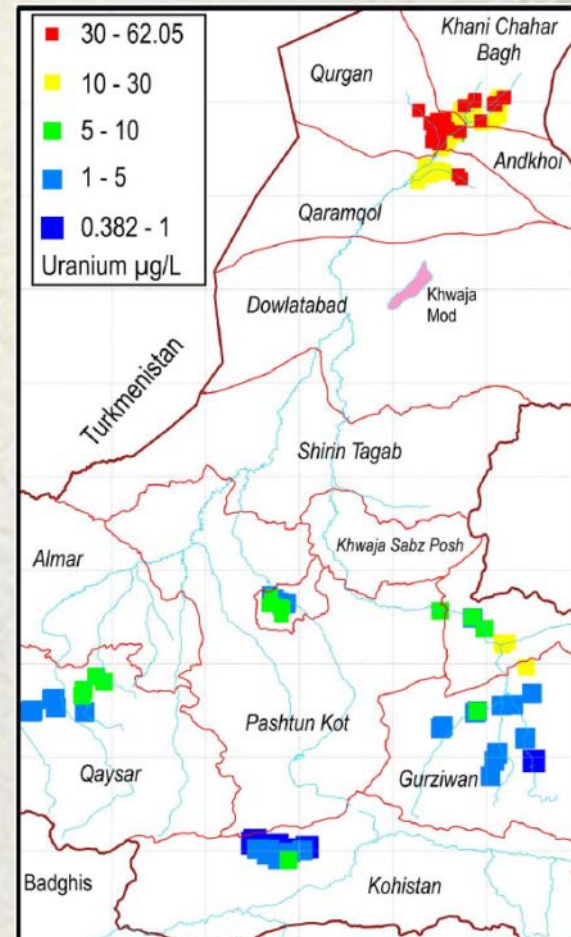 30 - 62.05
10 - 30
5 - 10
1 - 5
0.382 - 1
Uranium µg/L
Khani Chahar
Bagh
Qurgan
Andkhoi
Qaramqol
Dowlatabad
Khwaja
Mod
Turkmenistan
Shirin Tagab
Khwaja Sabz Posh
Almar
Pashtun Kot
Qaysar
Gurziwan
Badghis
Kohistan